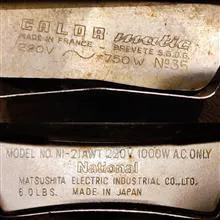 CALOR matic
MADE IN FRANCE BREVETE S.G.D.G.
220V ~ 750W No35
MODEL NO. NI-21AWT 220V 1000W A.C. ONLY
National
MATSUSHITA ELECTRIC INDUSTRIAL CO.,LTD.
6.0 LBS. MADE IN JAPAN